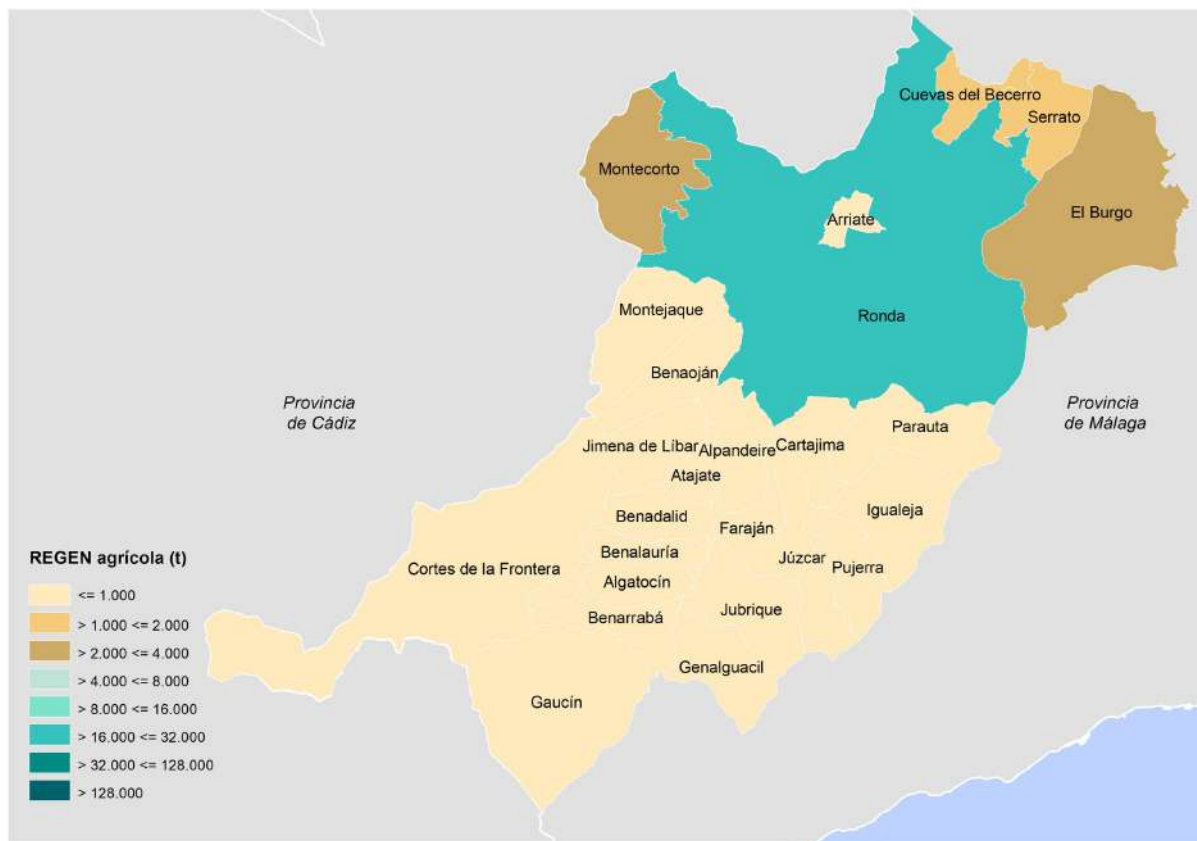 Cuevas del Becerro
Serrato
Montecorto
El Burgo
Arriate
Montejaque
Ronda
Benaoján
Provincia
de Cádiz
Provincia
de Málaga
Parauta
Jimena de Líbar
Alpandeire
Cartajima
Atajate
Igualeja
Benadalid
Faraján
Benalauría
Júzcar
Pujerra
Cortes de la Frontera
Algatocín
Benarrabá
Jubrique
Genalguacil
Gaucín
REGEN agrícola (t)
<= 1.000
> 1.000 <= 2.000
> 2.000 <= 4.000
> 4.000 <= 8.000
> 8.000 <= 16.000
> 16.000 <= 32.000
> 32.000 <= 128.000
> 128.000